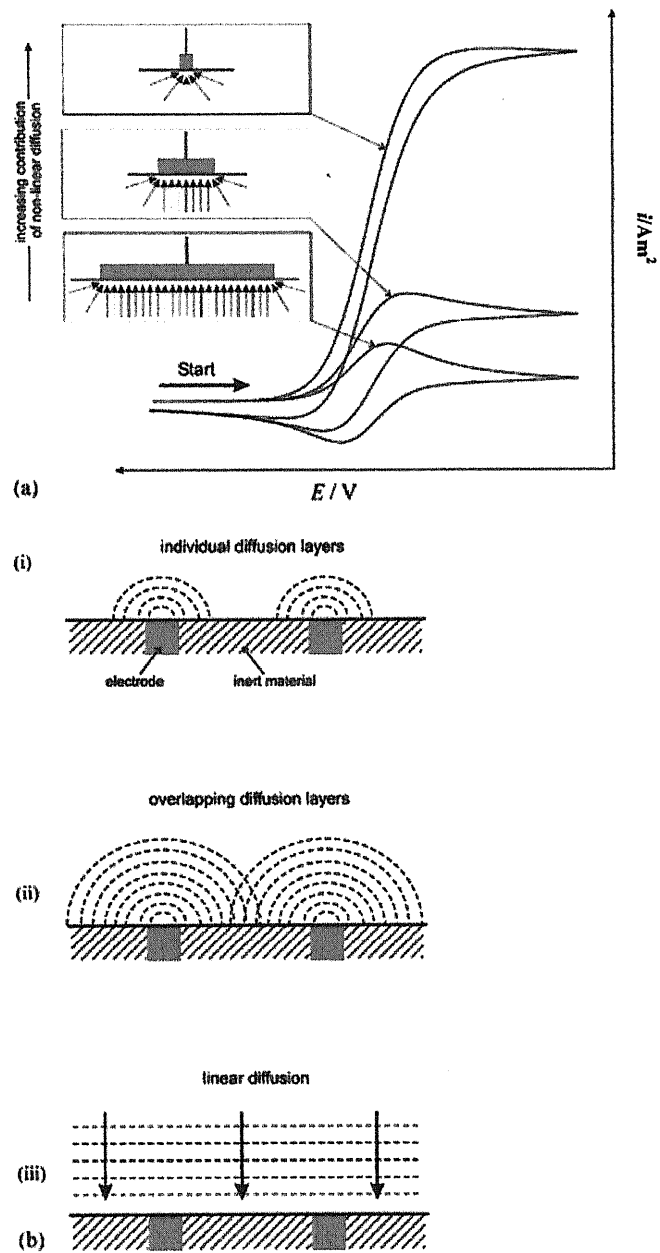 increasing contribution
of non-linear diffusion
i/Am²
Start
E / V
(a)
individual diffusion layers
(i)
electrode
inert material
overlapping diffusion layers
(ii)
linear diffusion
(iii)
(b)